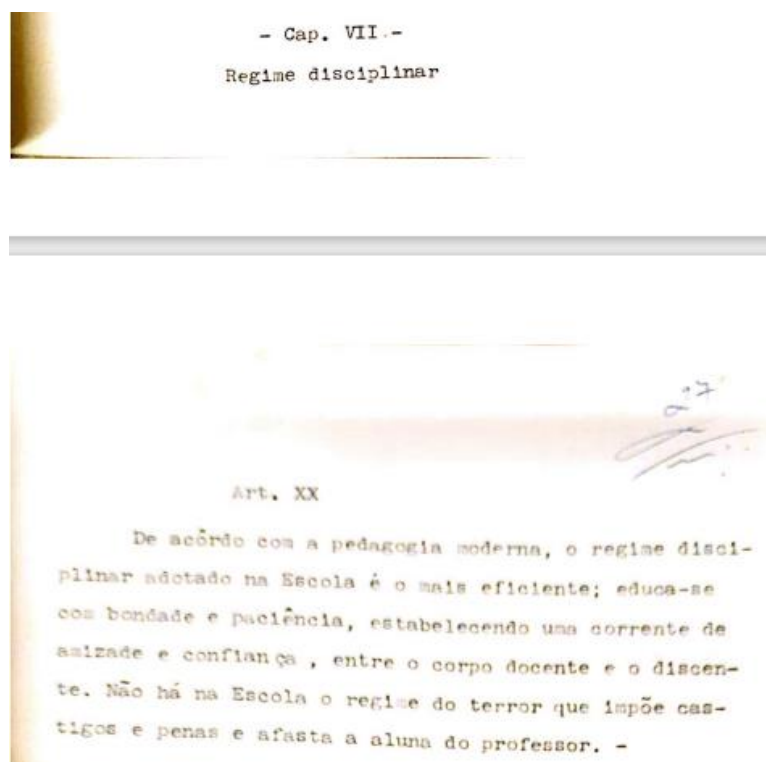 - Cap. VII.-
Regime disciplinar
27
Art. XX
De acôrdo com a pedagogia moderna, o regime disci-
plinar adotado na Escola é o mais eficiente; educa-se
com bondade e paciência, estabelecendo uma corrente de
amizade e confian ça , entre o corpo docente e o discen-
te. Não há na Escola o regime do terror que impõe cas-
tigos e penas e afasta a aluna do professor. -